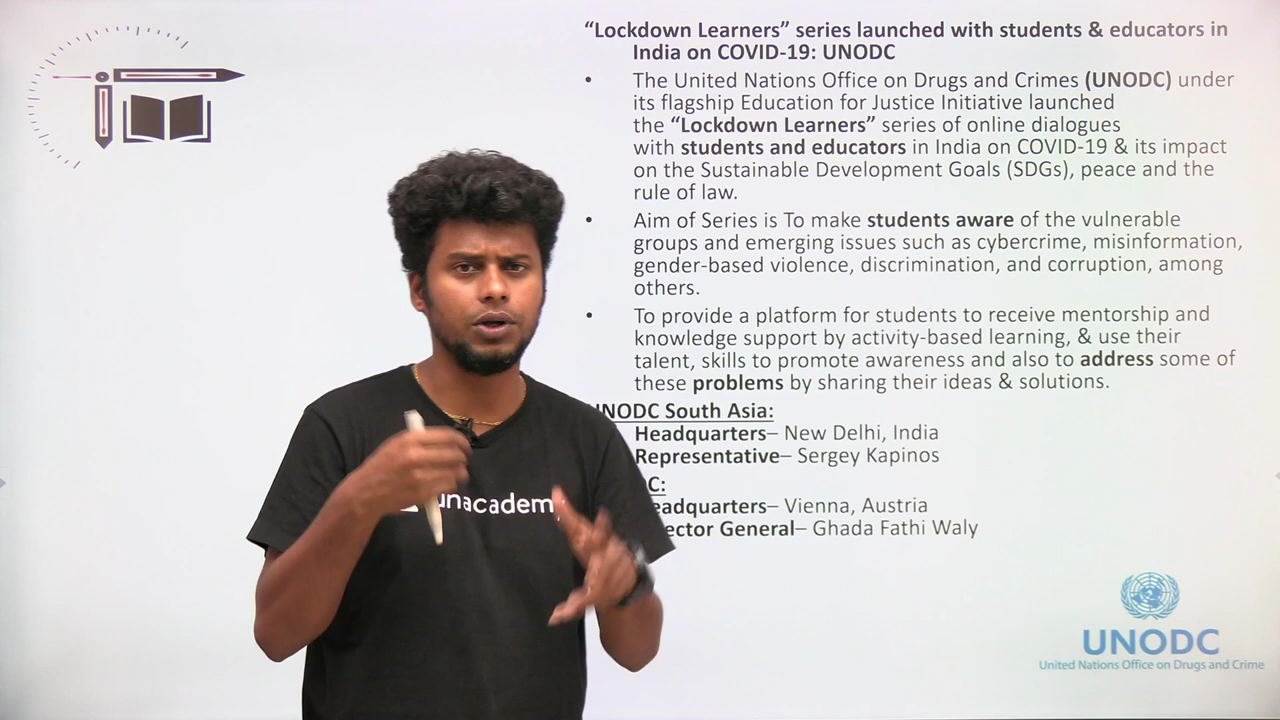 “Lockdown Learners” series launched with students & educators in
India on COVID-19: UNODC
• The United Nations Office on Drugs and Crimes (UNODC) under
its flagship Education for Justice Initiative launched
the “Lockdown Learners” series of online dialogues
with students and educators in India on COVID-19 & its impact
on the Sustainable Development Goals (SDGs), peace and the
rule of law.
• Aim of Series is To make students aware of the vulnerable
groups and emerging issues such as cybercrime, misinformation,
gender-based violence, discrimination, and corruption, among
others.
• To provide a platform for students to receive mentorship and
knowledge support by activity-based learning, & use their
talent, skills to promote awareness and also to address some of
these problems by sharing their ideas & solutions.
UNODC South Asia:
Headquarters– New Delhi, India
Representative– Sergey Kapinos
C:
eadquarters– Vienna, Austria
ector General– Ghada Fathi Waly
unacadem
UNODC
United Nations Office on Drugs and Crime